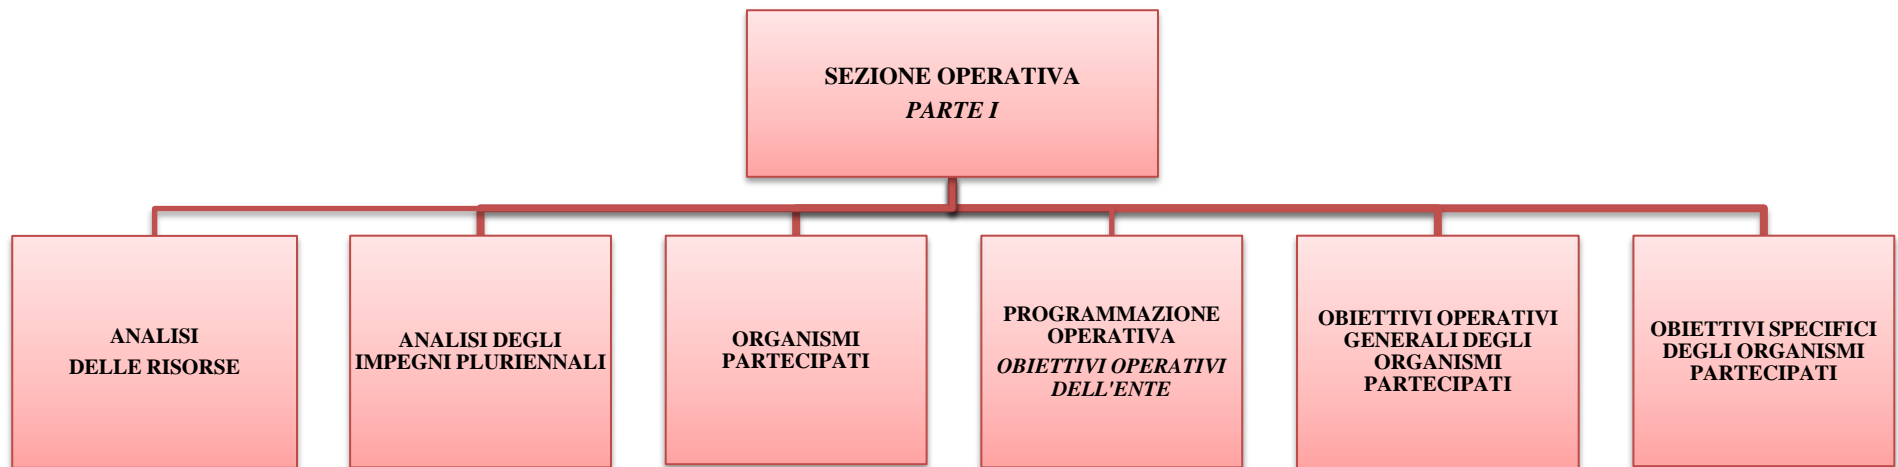 SEZIONE OPERATIVA
PARTE I
ANALISI
DELLE RISORSE
ANALISI DEGLI
IMPEGNI PLURIENNALI
ORGANISMI
PARTECIPATI
PROGRAMMAZIONE
OPERATIVA
OBIETTIVI OPERATIVI
DELL'ENTE
OBIETTIVI OPERATIVI
GENERALI DEGLI
ORGANISMI
PARTECIPATI
OBIETTIVI SPECIFICI
DEGLI ORGANISMI
PARTECIPATI